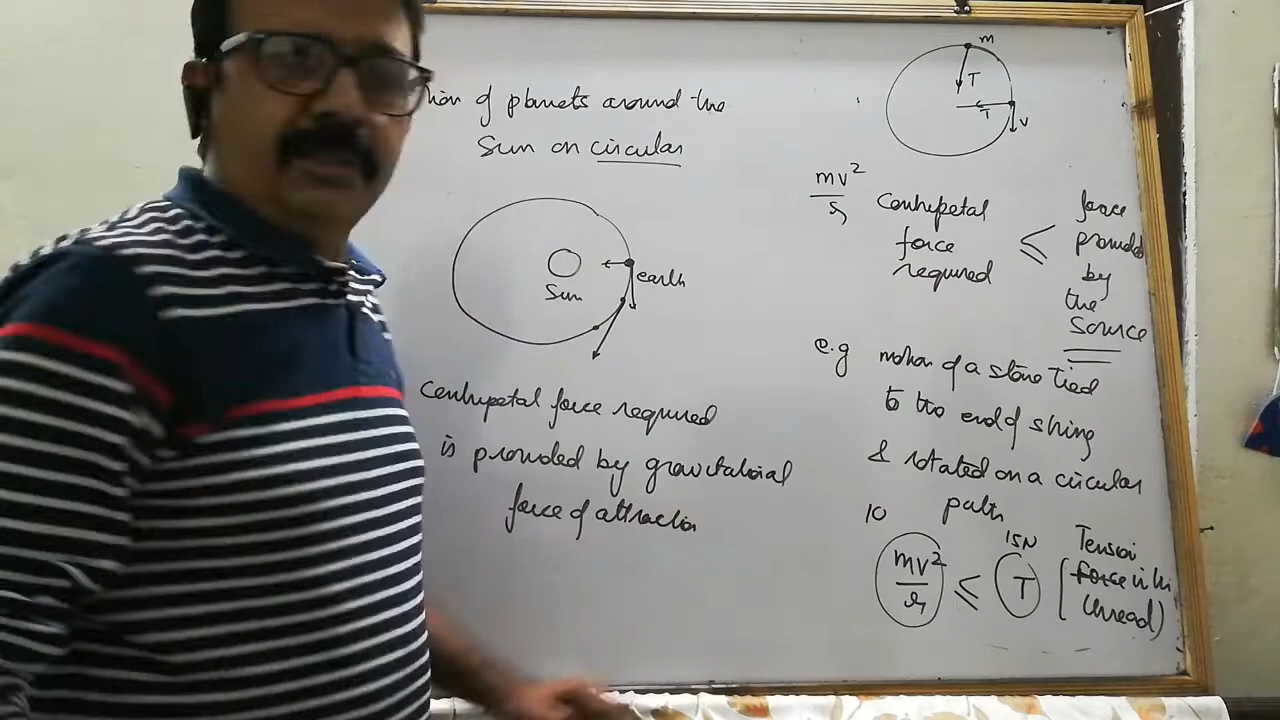 of planets around the
Sun on circular
Sun
earth
centripetal force required
is provided by gravitational
force of attraction
m
T
T
v
mv²
r
centripetal
force
required
≤
force
provided
by
the
source
e.g motion of a stone tied
to the end of string
& rotated on a circular
path
10
15N
mv²
r
≤
T
Tension
force in
thread)